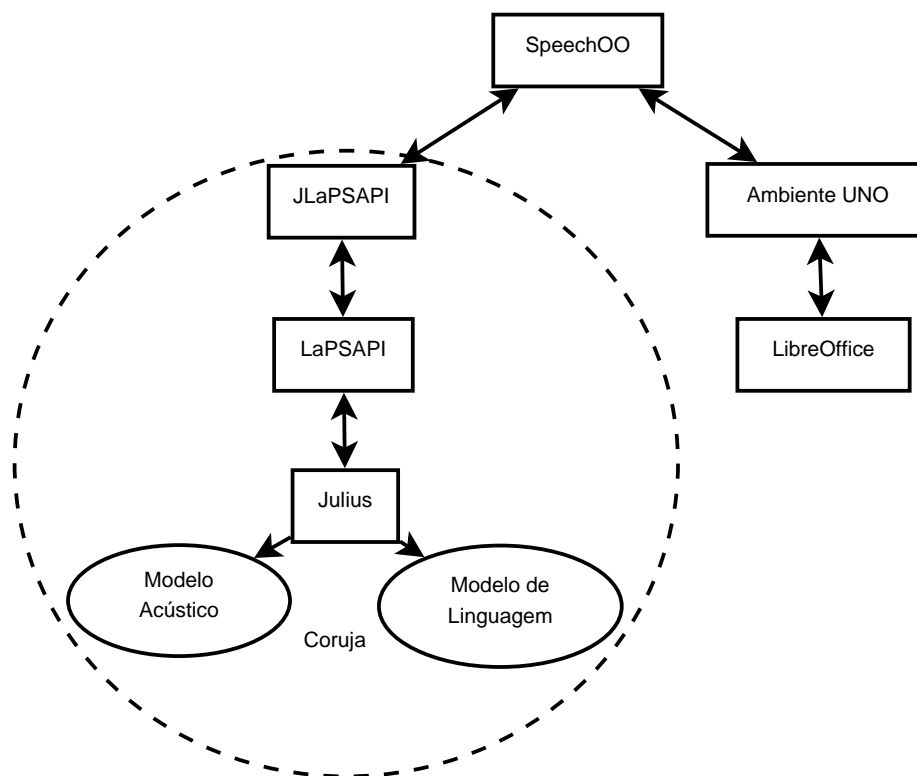 SpeechOO
JLaPSAPI
Ambiente UNO
LaPSAPI
LibreOffice
Julius
Modelo
Acústico
Modelo de
Linguagem
Coruja